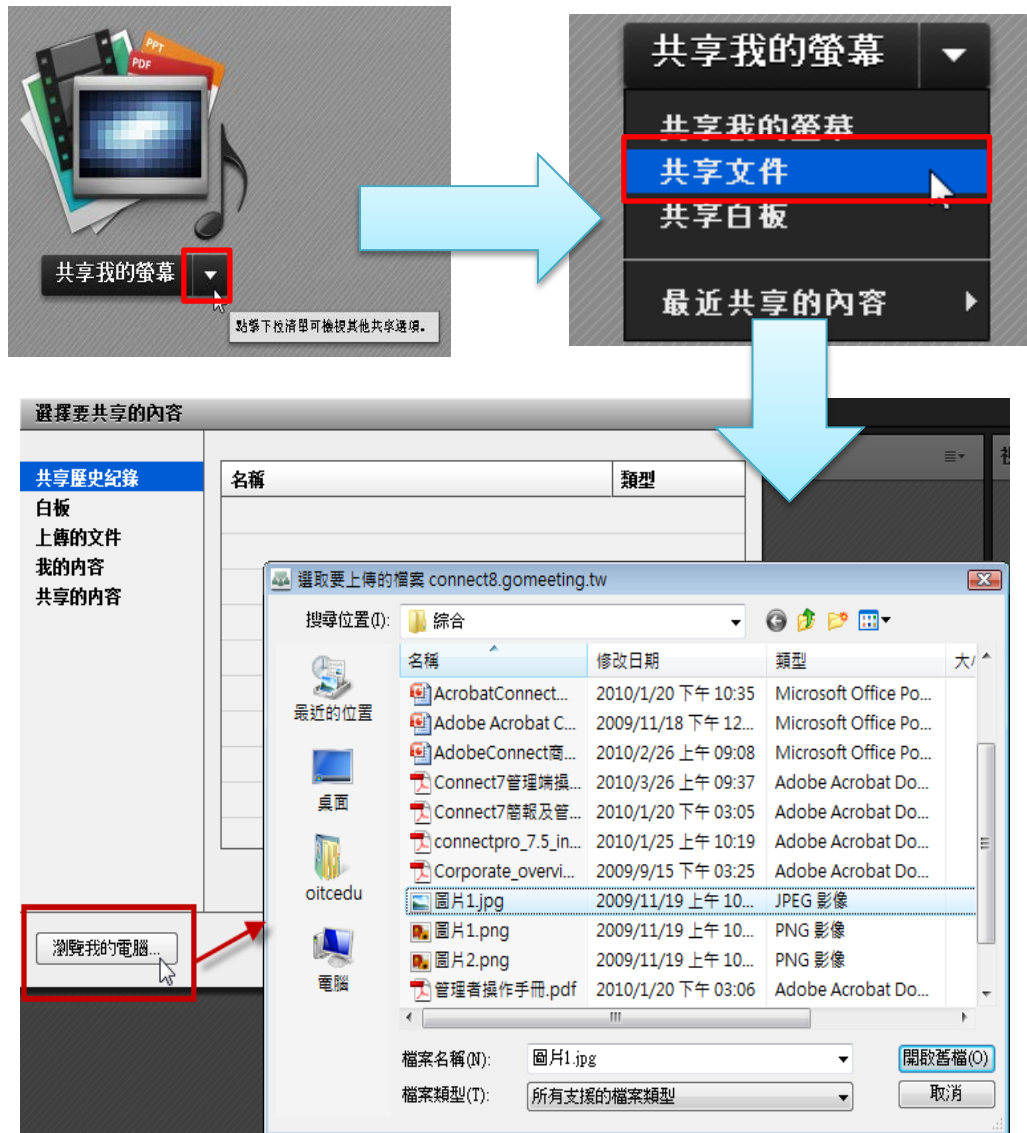 PPT
PDF
共享我的螢幕
點擊下拉清單可檢視其他共享選項。
共享我的螢幕
共享我的螢幕
共享文件
共享白板
最近共享的內容
選擇要共享的內容
共享歷史紀錄
白板
上傳的文件
我的內容
共享的內容
名稱 類型
選取要上傳的檔案 connect8.gomeeting.tw
搜尋位置(I): 綜合
最近的位置
桌面
oitcedu
電腦
名稱 修改日期 類型 大
AcrobatConnect... 2010/1/20 下午 10:35 Microsoft Office Po...
Adobe Acrobat C... 2009/11/18 下午 12... Microsoft Office Po...
AdobeConnect商... 2010/2/26 上午 09:08 Microsoft Office Po...
Connect7管理端操... 2010/3/26 上午 09:37 Adobe Acrobat Do...
Connect7簡報及管... 2010/1/20 下午 03:05 Adobe Acrobat Do...
connectpro_7.5_in... 2010/1/25 上午 10:19 Adobe Acrobat Do...
Corporate_overvi... 2009/9/15 下午 03:25 Adobe Acrobat Do...
圖片1.jpg 2009/11/19 上午 10... JPEG 影像
圖片1.png 2009/11/19 上午 10... PNG 影像
圖片2.png 2009/11/19 上午 10... PNG 影像
管理者操作手冊.pdf 2010/1/20 下午 03:06 Adobe Acrobat Do...
瀏覽我的電腦...
檔案名稱(N): 圖片1.jpg 開啟舊檔(O)
檔案類型(T): 所有支援的檔案類型 取消